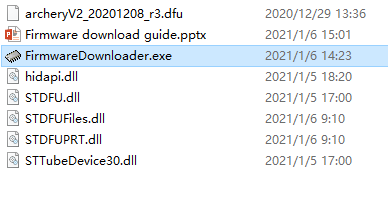 archeryV2_20201208_r3.dfu 2020/12/29 13:36
Firmware download guide.pptx 2021/1/6 15:01
FirmwareDownloader.exe 2021/1/6 14:23
hidapi.dll 2021/1/5 18:20
STDFU.dll 2021/1/5 17:00
STDFUFiles.dll 2021/1/6 9:10
STDFUPRT.dll 2021/1/6 9:10
STTubeDevice30.dll 2021/1/5 17:00